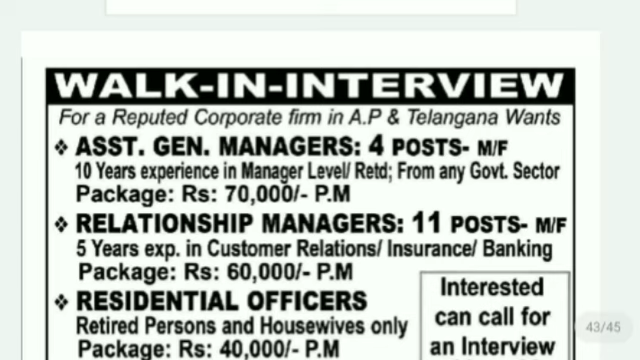 WALK-IN-INTERVIEW
For a Reputed Corporate firm in A.P & Telangana Wants
❖ ASST. GEN. MANAGERS: 4 POSTS- M/F
10 Years experience in Manager Level/ Retd; From any Govt. Sector
Package: Rs: 70,000/- P.M
❖ RELATIONSHIP MANAGERS: 11 POSTS- M/F
5 Years exp. in Customer Relations/ Insurance/ Banking
Package: Rs: 60,000/- P.M
❖ RESIDENTIAL OFFICERS
Retired Persons and Housewives only
Package: Rs: 40,000/- P.M
Interested
can call for
an Interview
43/45